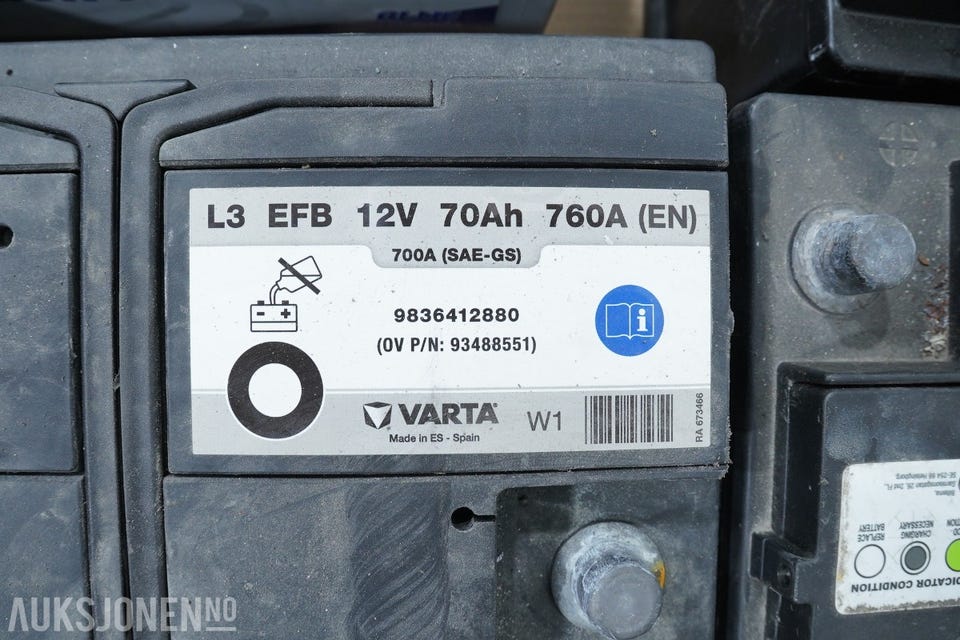 L3 EFB 12V 70Ah 760A (EN)
700A (SAE-GS)
9836412880
(OV P/N: 93488551)
i
VARTA
Made in ES - Spain
W1
RA 673466
REPLACE BATTERY
CHARGING NECESSARY
DICATOR CONDITION
AUKSJONEN.NO